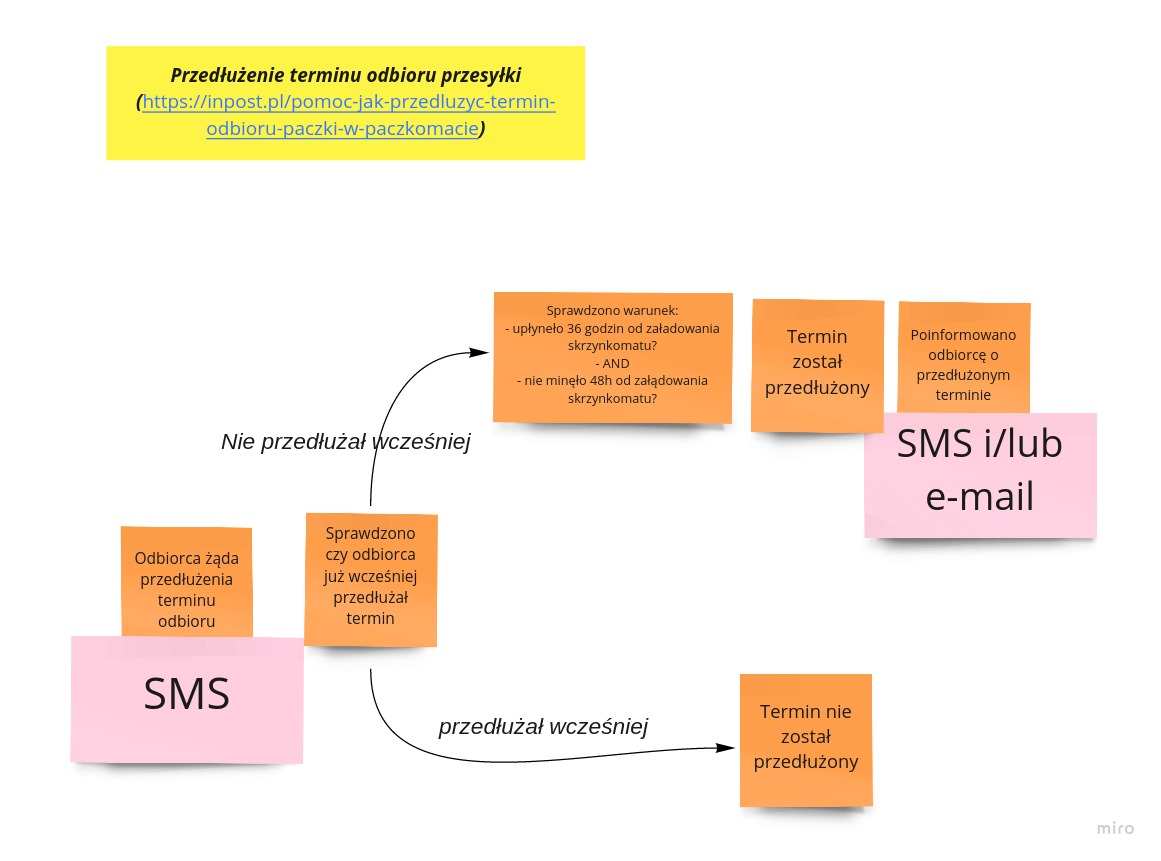 Przedłużenie terminu odbioru przesyłki
(https://inpost.pl/pomoc-jak-przedluzyc-termin-
odbioru-paczki-w-paczkomacie)
Sprawdzono warunek:
- upłyneło 36 godzin od załadowania
skrzynkomatu?
- AND
- nie minęło 48h od załądowania
skrzynkomatu?
Termin
został
przedłużony
Poinformowano
odbiorcę o
przedłużonym
terminie
SMS i/lub
e-mail
Nie przedłużał wcześniej
Odbiorca żąda
przedłużenia
terminu
odbioru
SMS
Sprawdzono
czy odbiorca
już wcześniej
przedłużał
termin
przedłużał wcześniej
Termin nie
został
przedłużony
miro